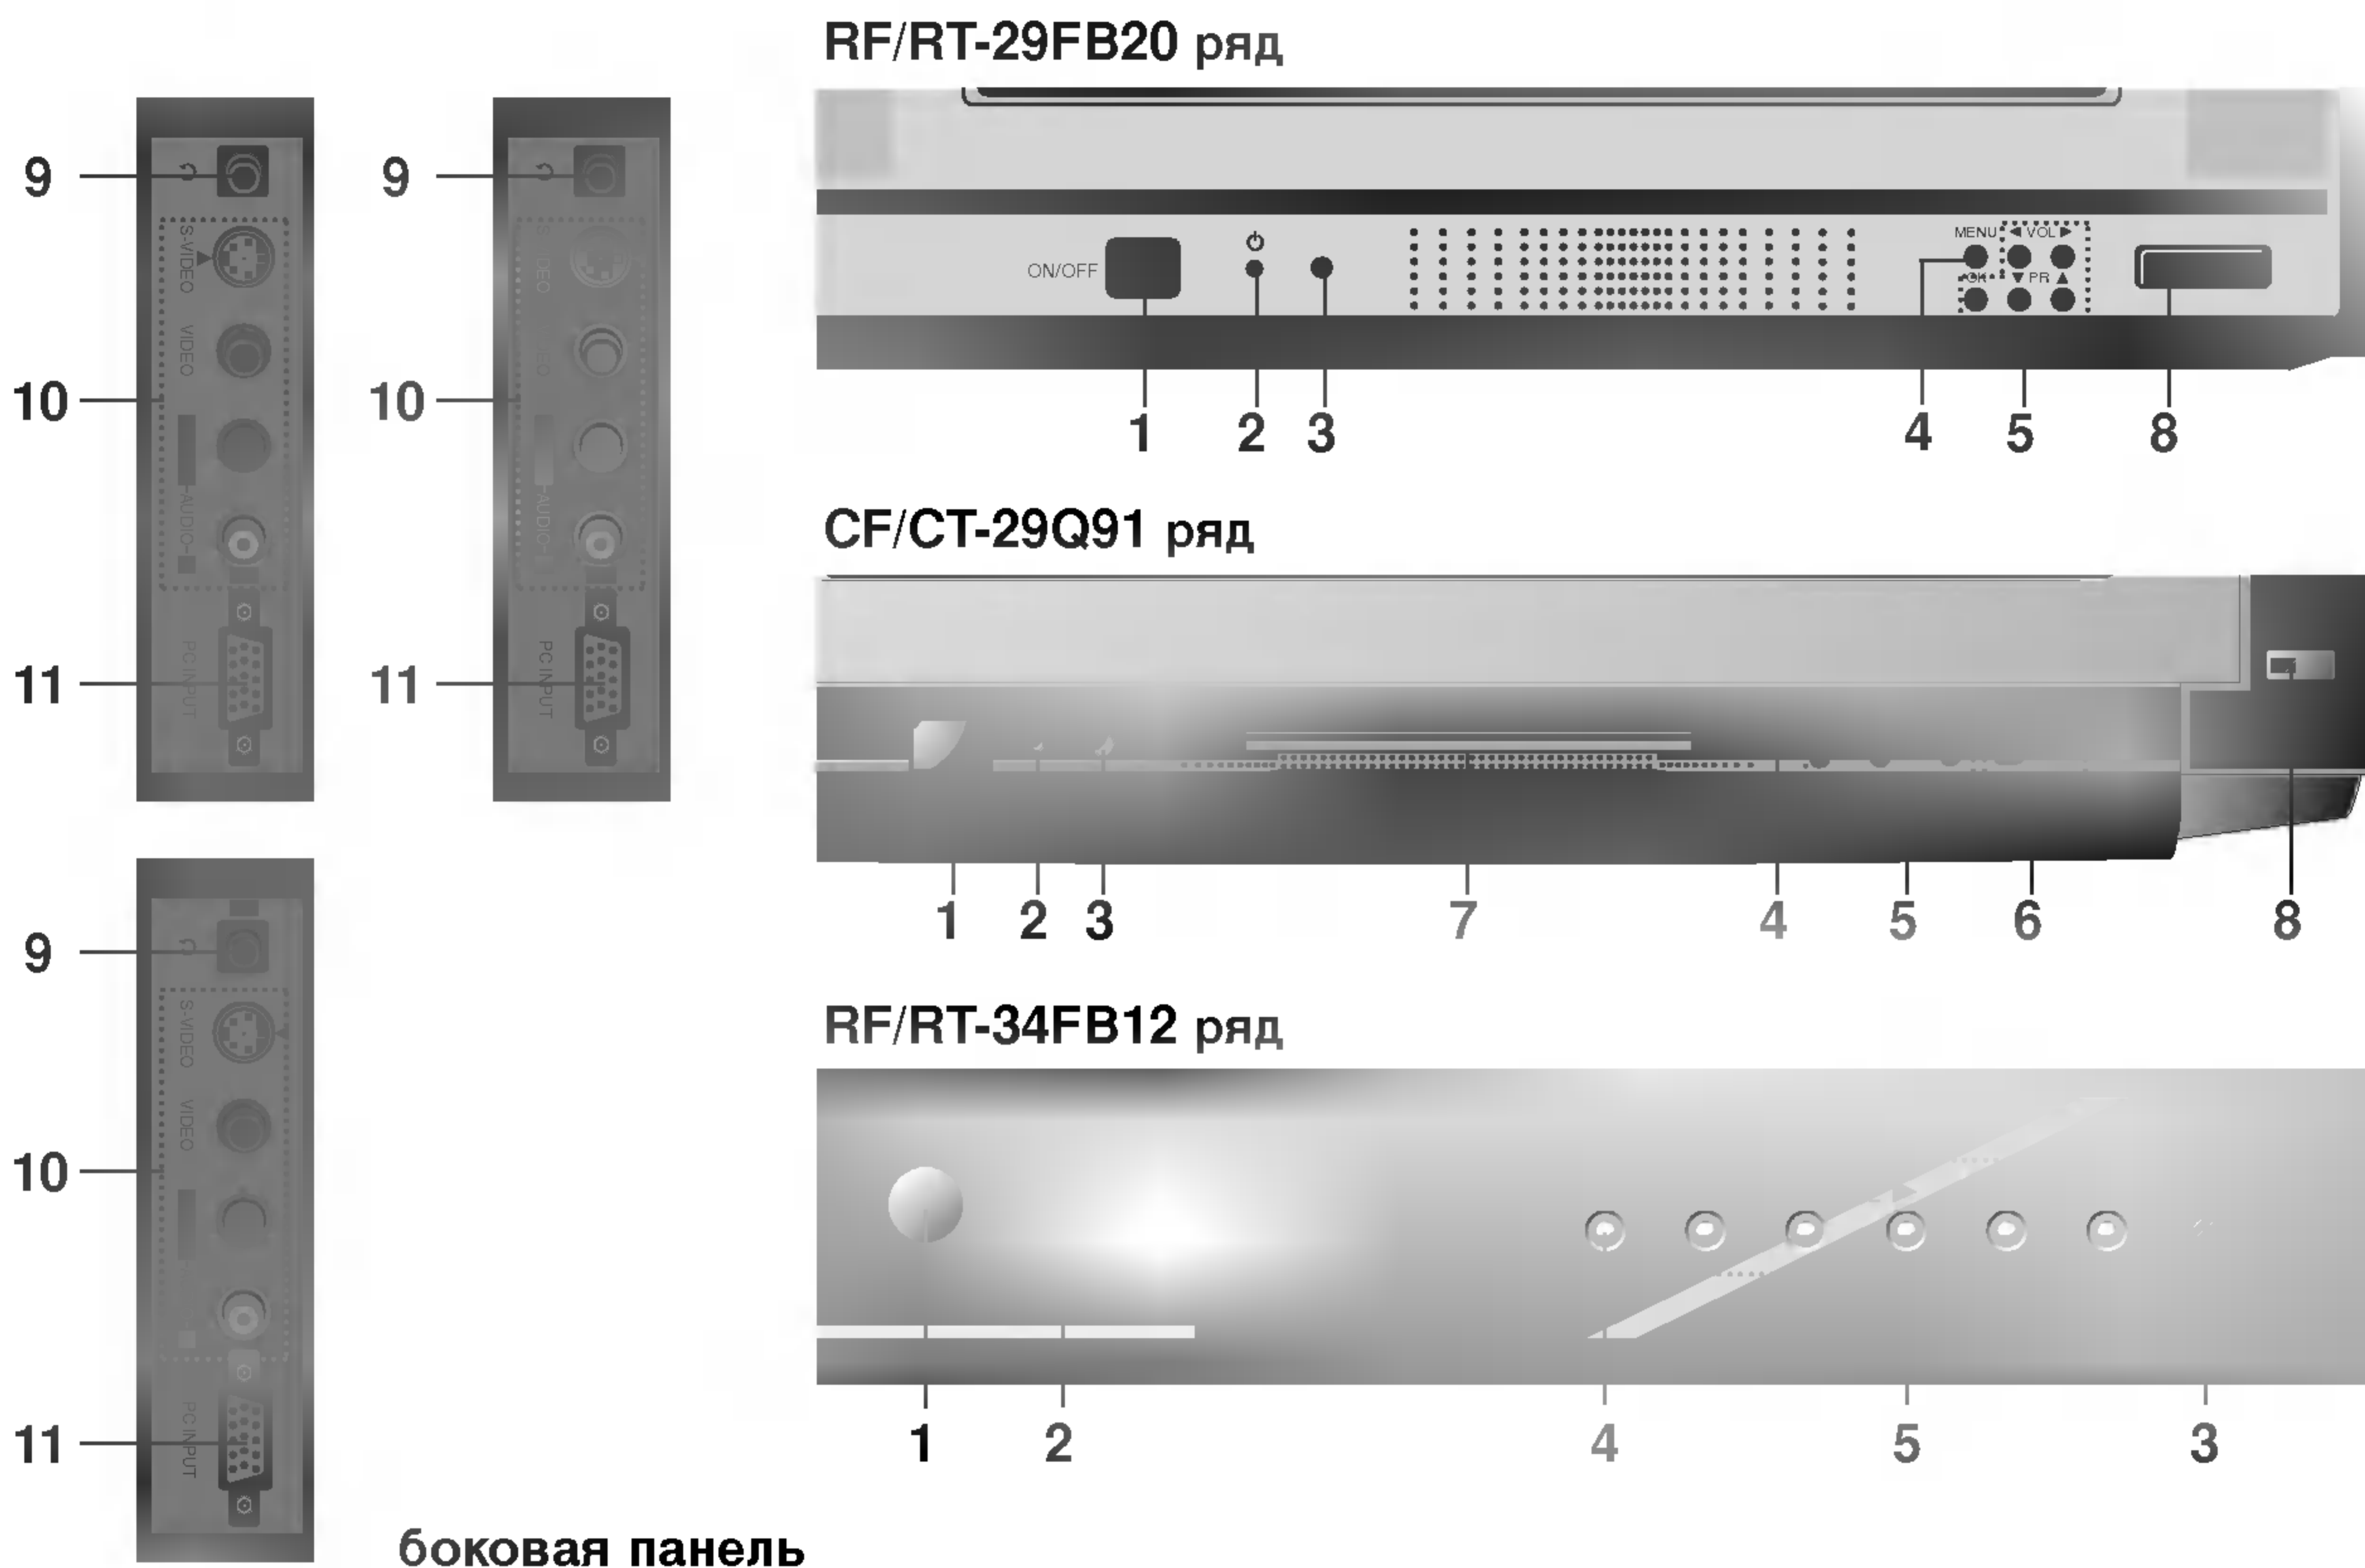 RF/RT-29FB20 ряд
ON/OFF
MENU
VOL
OK
PR
1 2 3 4 5 8
CF/CT-29Q91 ряд
1 2 3 7 4 5 6 8
RF/RT-34FB12 ряд
1 2 4 5 3
9
S-VIDEO
VIDEO
10
AUDIO
11
PC INPUT
9
10
AUDIO
11
PC INPUT
9
S-VIDEO
VIDEO
10
11
PC INPUT
боковая панель